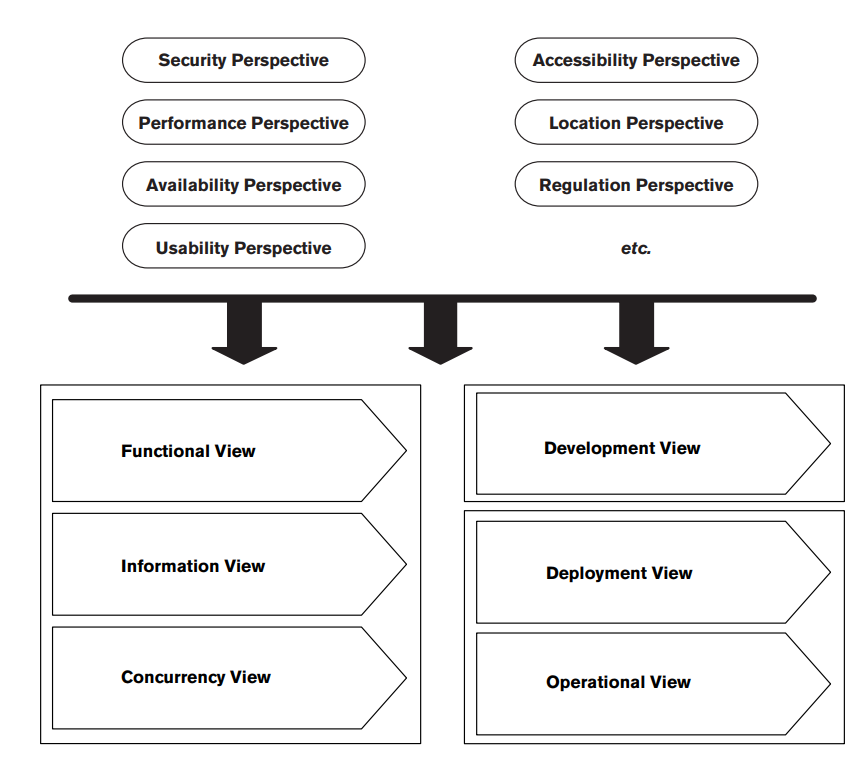 Security Perspective
Accessibility Perspective
Performance Perspective
Location Perspective
Availability Perspective
Regulation Perspective
Usability Perspective
etc.
Functional View
Development View
Information View
Deployment View
Concurrency View
Operational View